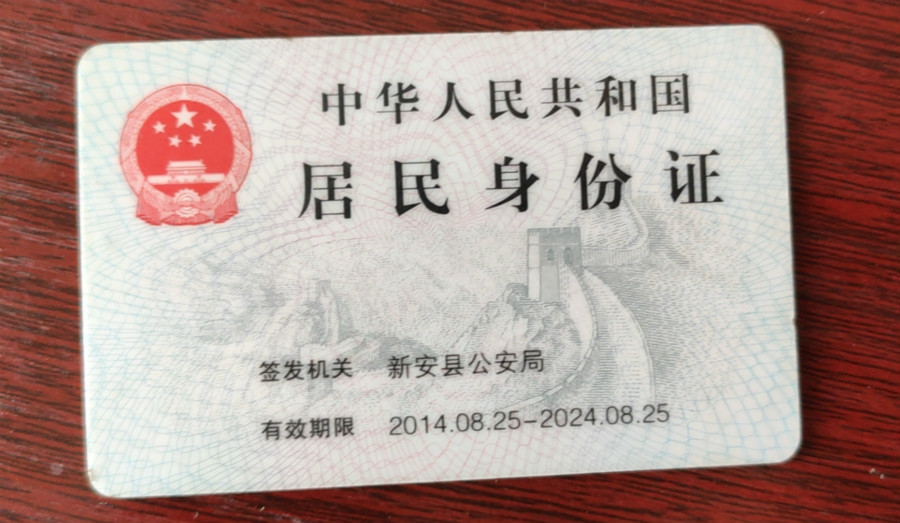 中华人民共和国
居民身份证
签发机关 新安县公安局
有效期限 2014.08.25-2024.08.25